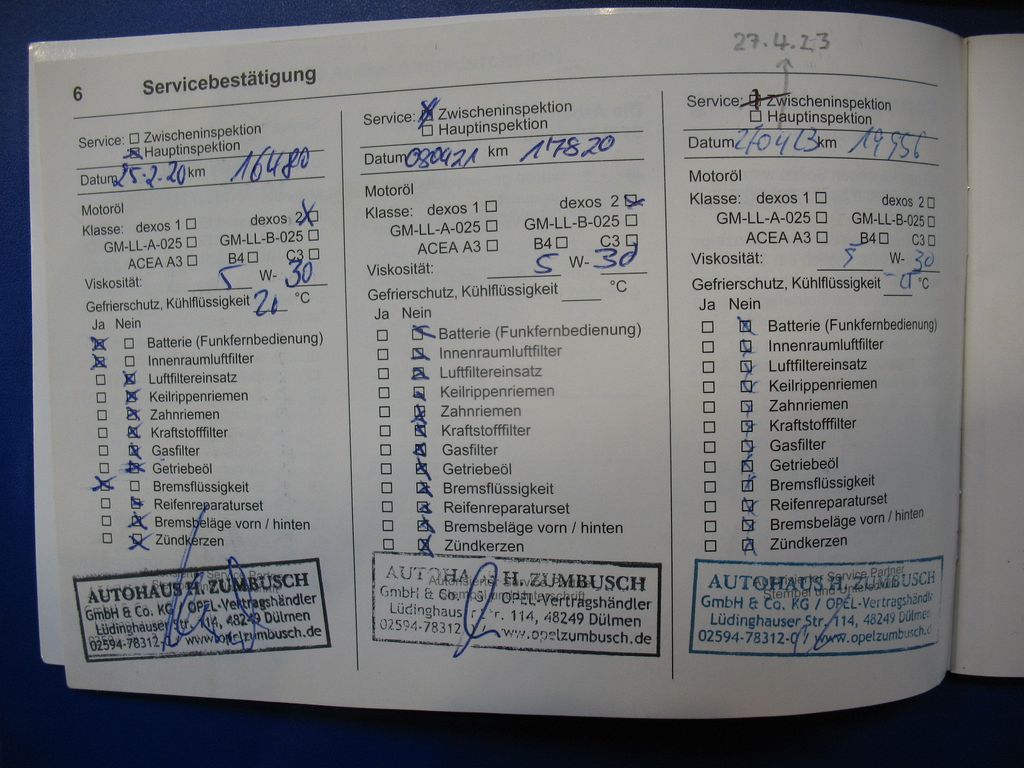 27.4.23
6 Servicebestätigung
Service: Zwischeninspektion
Hauptinspektion
Datum 25.2.20 km 16480
Motoröl
Klasse: dexos 1 dexos 2
GM-LL-A-025 GM-LL-B-025
ACEA A3 B4 C3
Viskosität: 5 W- 30
Gefrierschutz, Kühlflüssigkeit 20 °C
Ja Nein
Batterie (Funkfernbedienung)
Innenraumluftfilter
Luftfiltereinsatz
Keilrippenriemen
Zahnriemen
Kraftstofffilter
Gasfilter
Getriebeöl
Bremsflüssigkeit
Reifenreparaturset
Bremsbeläge vorn / hinten
Zündkerzen
AUTOHAUS H. ZUMBUSCH
GmbH & Co. KG / OPEL-Vertragshändler
Lüdinghauser Str. 114, 48249 Dülmen
02594-78312- www.opelzumbusch.de
Service: Zwischeninspektion
Hauptinspektion
Datum 080421 km 17820
Motoröl
Klasse: dexos 1 dexos 2
GM-LL-A-025 GM-LL-B-025
ACEA A3 B4 C3
Viskosität: 5 W- 30
Gefrierschutz, Kühlflüssigkeit °C
Ja Nein
Batterie (Funkfernbedienung)
Innenraumluftfilter
Luftfiltereinsatz
Keilrippenriemen
Zahnriemen
Kraftstofffilter
Gasfilter
Getriebeöl
Bremsflüssigkeit
Reifenreparaturset
Bremsbeläge vorn / hinten
Zündkerzen
AUTOHAUS H. ZUMBUSCH
GmbH & Co. / OPEL-Vertragshändler
Lüdinghauser Str. 114, 48249 Dülmen
02594-78312 www.opelzumbusch.de
Service: Zwischeninspektion
Hauptinspektion
Datum 270423 km 19956
Motoröl
Klasse: dexos 1 dexos 2
GM-LL-A-025 GM-LL-B-025
ACEA A3 B4 C3
Viskosität: 5 W- 30
Gefrierschutz, Kühlflüssigkeit °C
Ja Nein
Batterie (Funkfernbedienung)
Innenraumluftfilter
Luftfiltereinsatz
Keilrippenriemen
Zahnriemen
Kraftstofffilter
Gasfilter
Getriebeöl
Bremsflüssigkeit
Reifenreparaturset
Bremsbeläge vorn / hinten
Zündkerzen
Autorisierter Service Partner
Stempel und
AUTOHAUS H. ZUMBUSCH
GmbH & Co. KG / OPEL-Vertragshändl
Lüdinghauser Str. 114, 48249 Dülmen
02594-78312-0 / www.opelzumbusch.